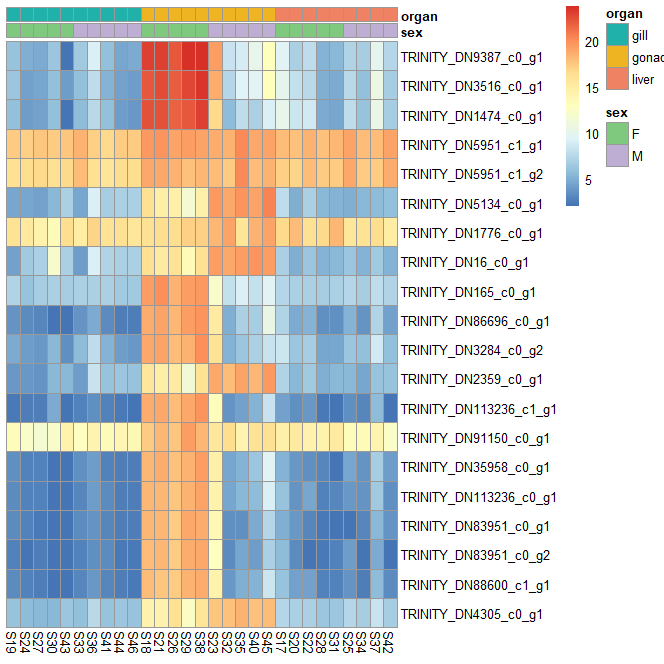 organ
sex
TRINITY_DN9387_c0_g1
TRINITY_DN3516_c0_g1
TRINITY_DN1474_c0_g1
TRINITY_DN5951_c1_g1
TRINITY_DN5951_c1_g2
TRINITY_DN5134_c0_g1
TRINITY_DN1776_c0_g1
TRINITY_DN16_c0_g1
TRINITY_DN165_c0_g1
TRINITY_DN86696_c0_g1
TRINITY_DN3284_c0_g2
TRINITY_DN2359_c0_g1
TRINITY_DN113236_c1_g1
TRINITY_DN91150_c0_g1
TRINITY_DN35958_c0_g1
TRINITY_DN113236_c0_g1
TRINITY_DN83951_c0_g1
TRINITY_DN83951_c0_g2
TRINITY_DN88600_c1_g1
TRINITY_DN4305_c0_g1
S19
S24
S27
S30
S43
S33
S36
S41
S44
S46
S18
S21
S26
S29
S38
S23
S32
S35
S40
S45
S17
S20
S22
S28
S31
S25
S34
S37
S42
20
15
10
5
organ
gill
gonad
liver
sex
F
M